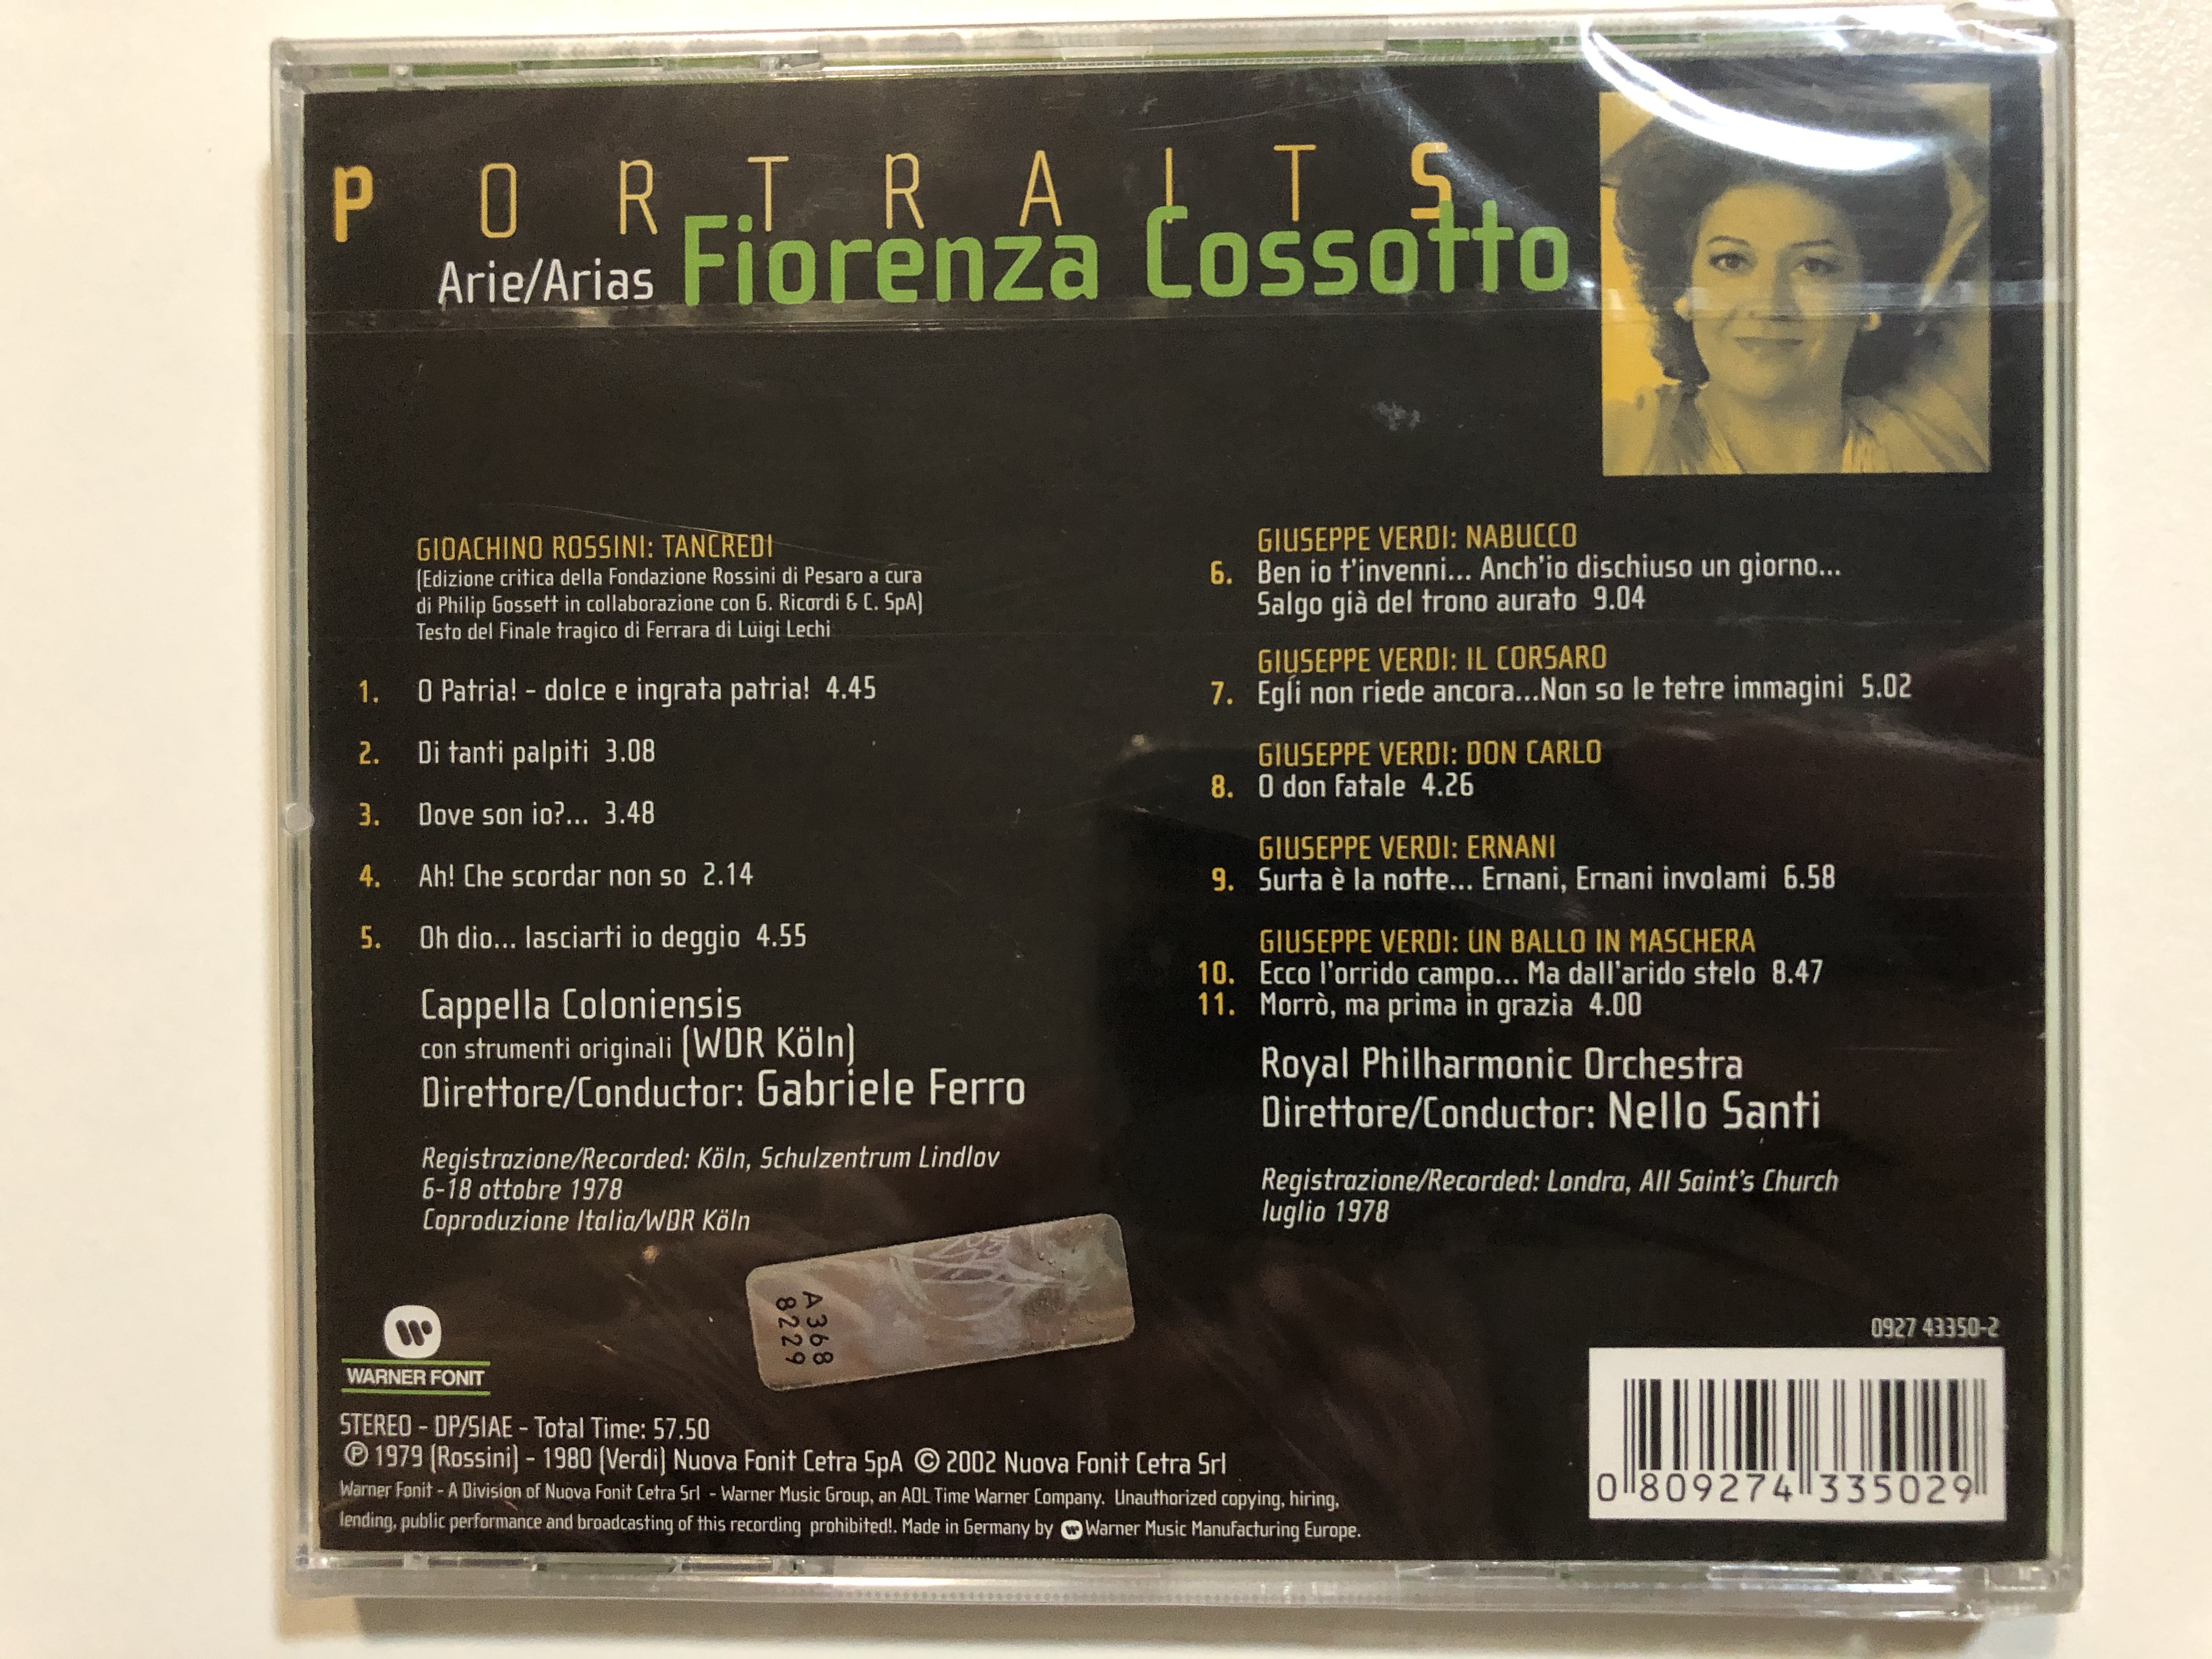 PORTRAITS
Arie/Arias Fiorenza Cossotto
GIOACHINO ROSSINI: TANCREDI
(Edizione critica della Fondazione Rossini di Pesaro a cura
di Philip Gossett in collaborazione con G. Ricordi & C. SpA)
Testo del Finale tragico di Ferrara di Luigi Lechi
1. O Patria! - dolce e ingrata patria! 4.45
2. Di tanti palpiti 3.08
3. Dove son io?... 3.48
4. Ah! Che scordar non so 2.14
5. Oh dio... lasciarti io deggio 4.55
Cappella Coloniensis
con strumenti originali (WDR Köln)
Direttore/Conductor: Gabriele Ferro
Registrazione/Recorded: Köln, Schulzentrum Lindlov
6-18 ottobre 1978
Coproduzione Italia/WDR Köln
GIUSEPPE VERDI: NABUCCO
6. Ben io t'invenni... Anch'io dischiuso un giorno...
Salgo già del trono aurato 9.04
GIUSEPPE VERDI: IL CORSARO
7. Egli non riede ancora...Non so le tetre immagini 5.02
GIUSEPPE VERDI: DON CARLO
8. O don fatale 4.26
GIUSEPPE VERDI: ERNANI
9. Surta è la notte... Ernani, Ernani involami 6.58
GIUSEPPE VERDI: UN BALLO IN MASCHERA
10. Ecco l'orrido campo... Ma dall'arido stelo 8.47
11. Morrò, ma prima in grazia 4.00
Royal Philharmonic Orchestra
Direttore/Conductor: Nello Santi
Registrazione/Recorded: Londra, All Saint's Church
luglio 1978
A368
8229
WARNER FONIT
STEREO - DP/SIAE - Total Time: 57.50
℗ 1979 (Rossini) - 1980 (Verdi) Nuova Fonit Cetra SpA © 2002 Nuova Fonit Cetra Srl
Warner Fonit - A Division of Nuova Fonit Cetra Srl - Warner Music Group, an AOL Time Warner Company. Unauthorized copying, hiring,
lending, public performance and broadcasting of this recording prohibited!. Made in Germany by Warner Music Manufacturing Europe.
0927 43350-2
0 809274 335029